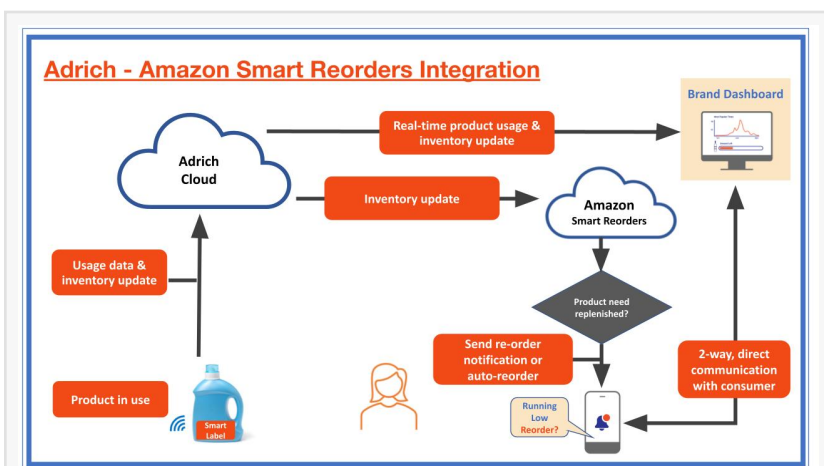 Adrich - Amazon Smart Reorders Integration
Brand Dashboard
Real-time product usage &
inventory update
Adrich
Cloud
Inventory update
Amazon
Smart Reorders
Usage data &
inventory update
Product need
replenished?
Send re-order
notification or
auto-reorder
2-way, direct
communication
with consumer
Product in use
Smart
Label
Running
Low
Reorder?